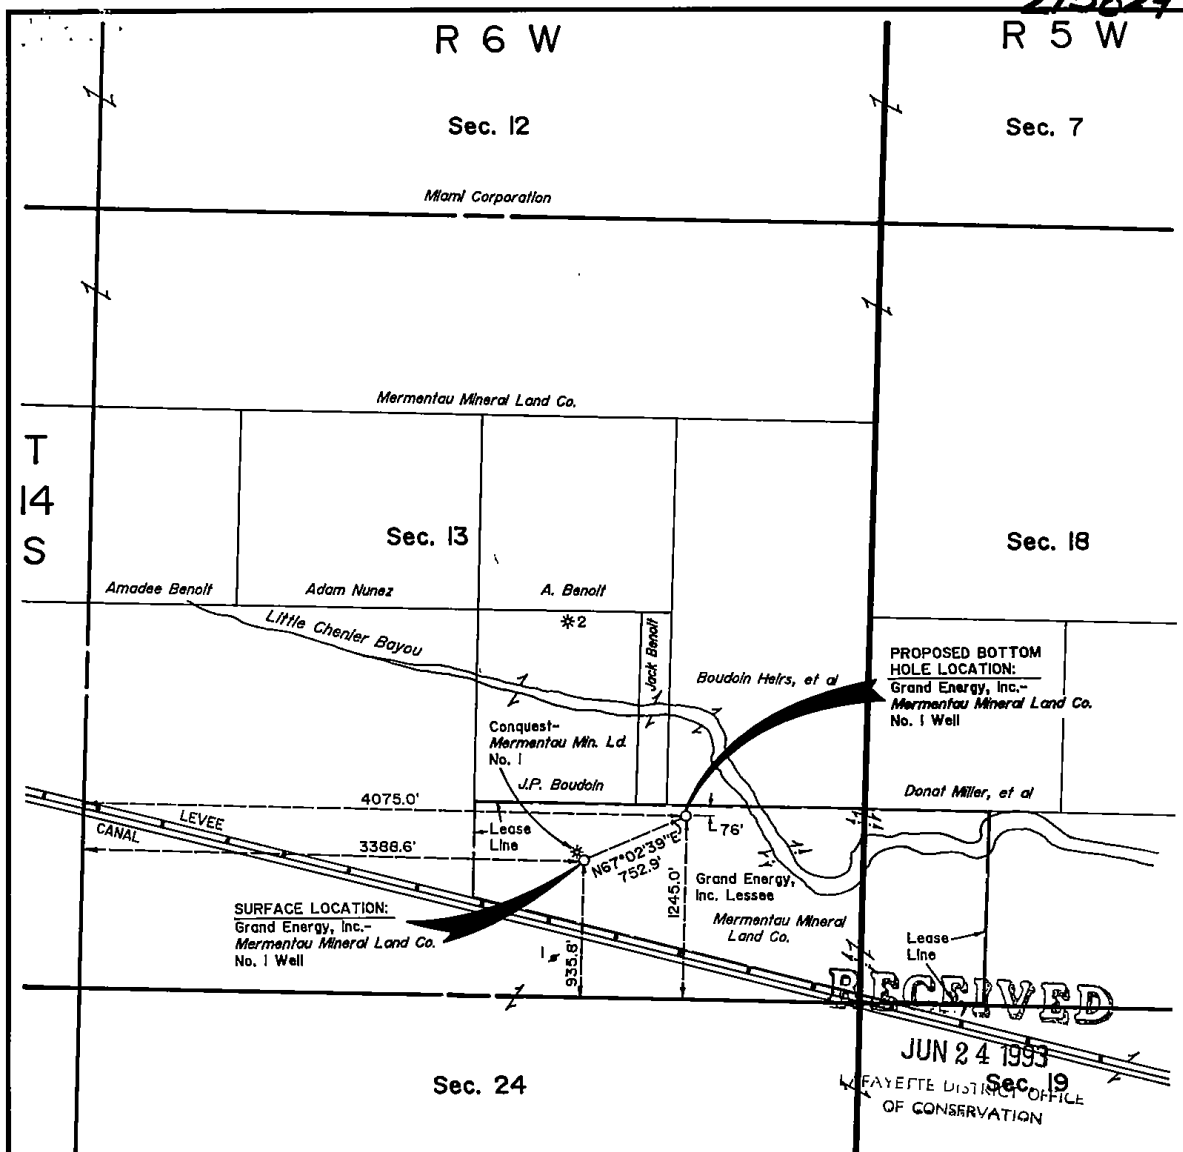 R 6 W
R 5 W
Sec. 12
Sec. 7
Miami Corporation
Mermentau Mineral Land Co.
T
14
S
Sec. 13
Sec. 18
Amadee Benoit
Adam Nunez
A. Benoit
Little Chenier Bayou
2
Jack Benoit
Boudoin Heirs, et al
PROPOSED BOTTOM
HOLE LOCATION:
Grand Energy, Inc.-
Mermentau Mineral Land Co.
No. 1 Well
Conquest-
Mermentau Min. Ld.
No. 1
J.P. Boudoin
Donat Miller, et al
4075.0'
LEVEE
CANAL
Lease
Line
76'
3388.6'
N67°02'39"E
752.9'
1245.0'
Grand Energy,
Inc. Lessee
SURFACE LOCATION:
Grand Energy, Inc.-
Mermentau Mineral Land Co.
No. 1 Well
Mermentau Mineral
Land Co.
1
935.8'
Lease
Line
RECEIVED
JUN 24 1993
LAFAYETTE DISTRICT OFFICE
OF CONSERVATION
Sec. 24
Sec. 19